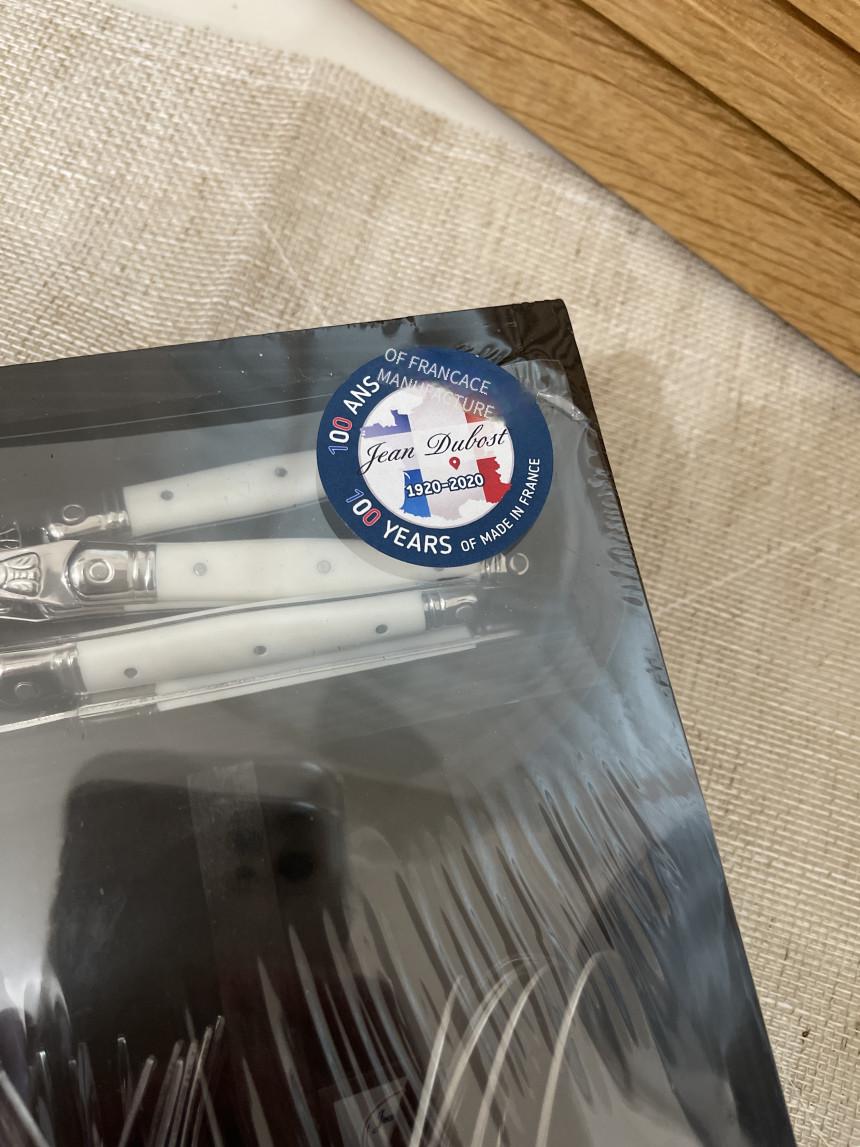 OF FRANCACE
MANUFACTURE
100 ANS
Jean Dubost
1920-2020
100 YEARS OF MADE IN FRANCE